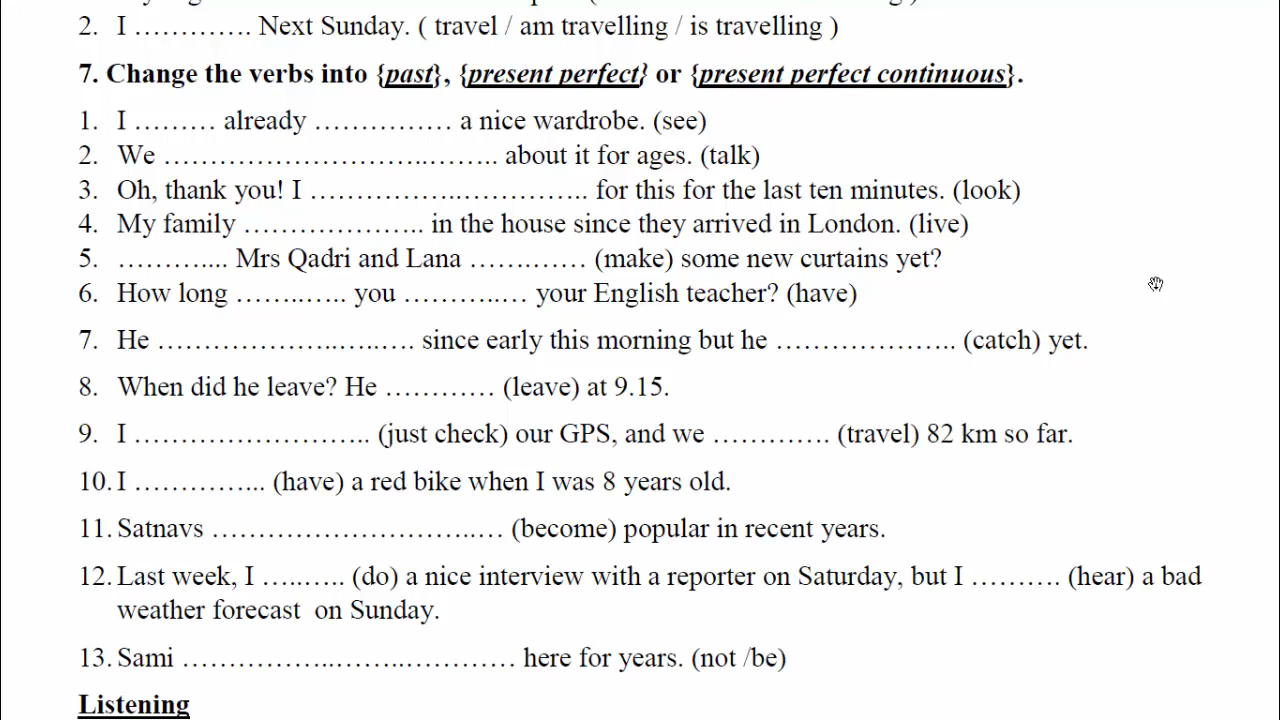 2. I …………. Next Sunday. ( travel / am travelling / is travelling )
7. Change the verbs into {past}, {present perfect} or {present perfect continuous}.
1. I ……… already …………… a nice wardrobe. (see)
2. We ………………………..…….. about it for ages. (talk)
3. Oh, thank you! I ……………..………….. for this for the last ten minutes. (look)
4. My family ……………….. in the house since they arrived in London. (live)
5. ………….. Mrs Qadri and Lana …….…… (make) some new curtains yet?
6. How long ……..….. you ………..… your English teacher? (have)
7. He ………………..…..…. since early this morning but he ……………….. (catch) yet.
8. When did he leave? He ………… (leave) at 9.15.
9. I …………………….. (just check) our GPS, and we …………. (travel) 82 km so far.
10. I …………... (have) a red bike when I was 8 years old.
11. Satnavs ………………………..… (become) popular in recent years.
12. Last week, I …..….. (do) a nice interview with a reporter on Saturday, but I ………. (hear) a bad
weather forecast on Sunday.
13. Sami ……………..…….………… here for years. (not /be)
Listening